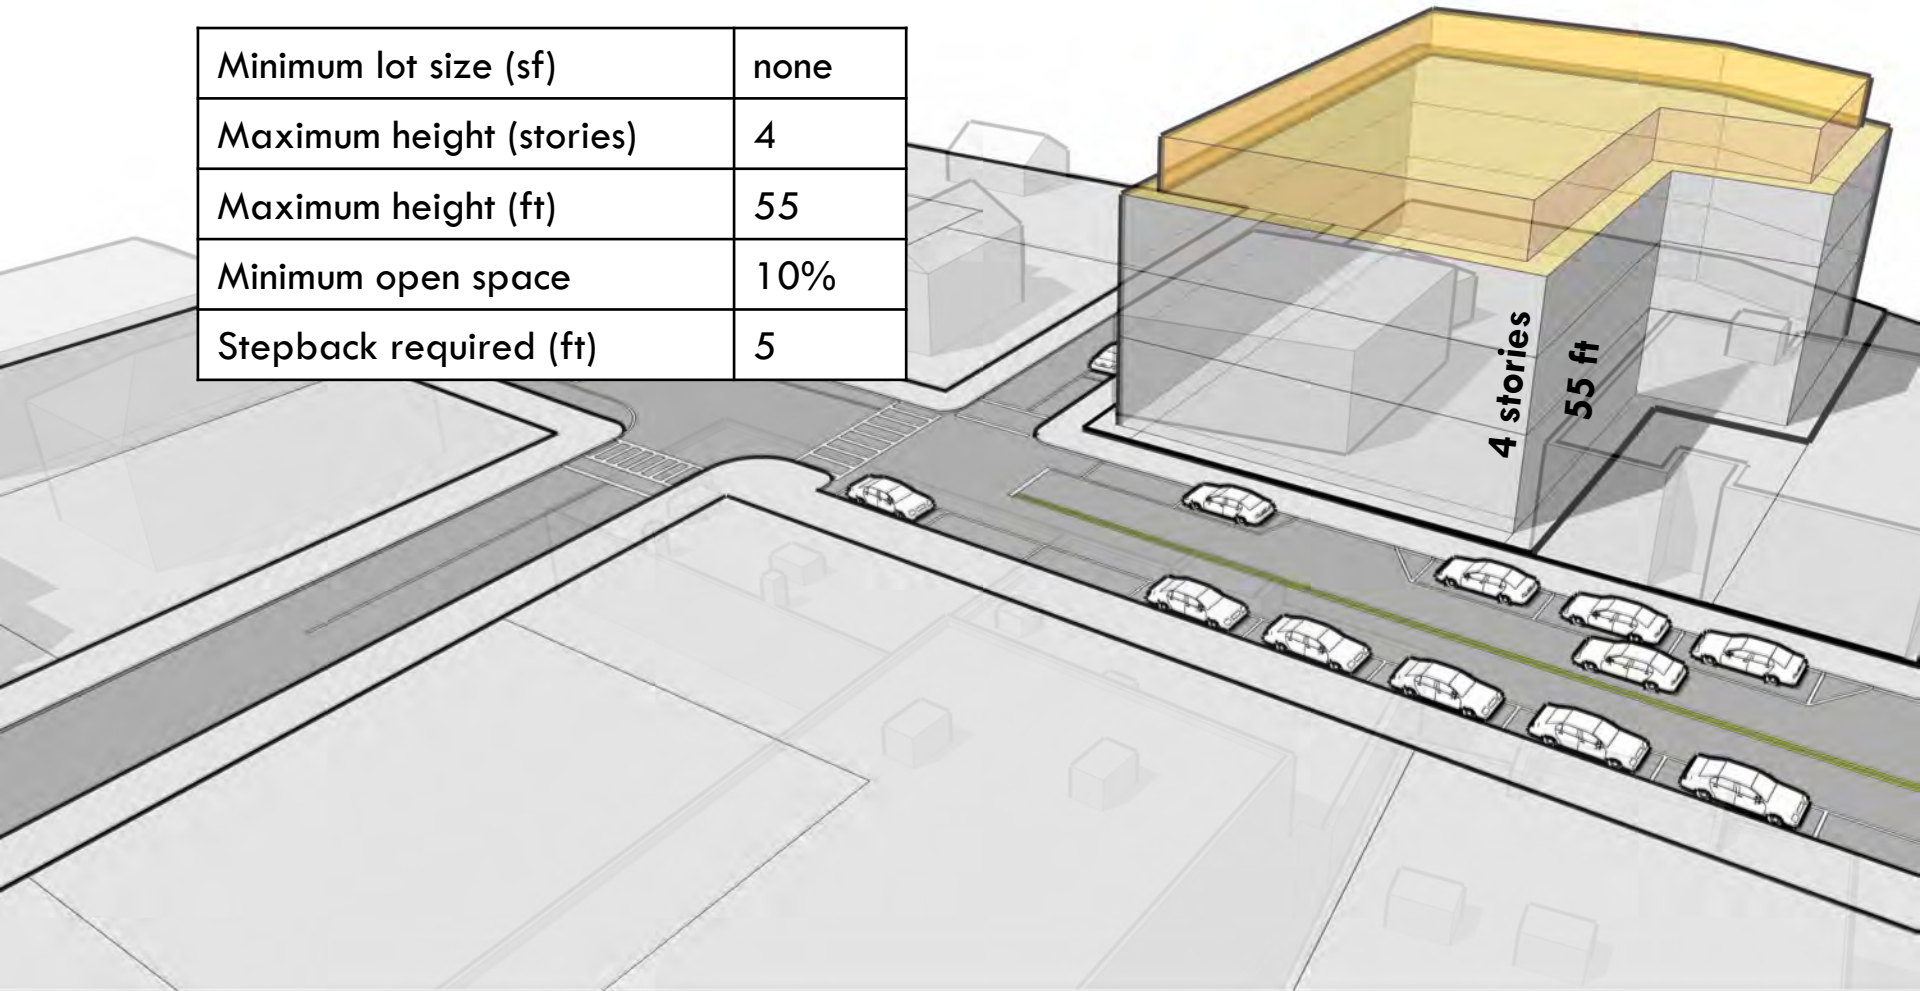 Minimum lot size (sf) none
Maximum height (stories) 4
Maximum height (ft) 55
Minimum open space 10%
Stepback required (ft) 5
4 stories
55 ft